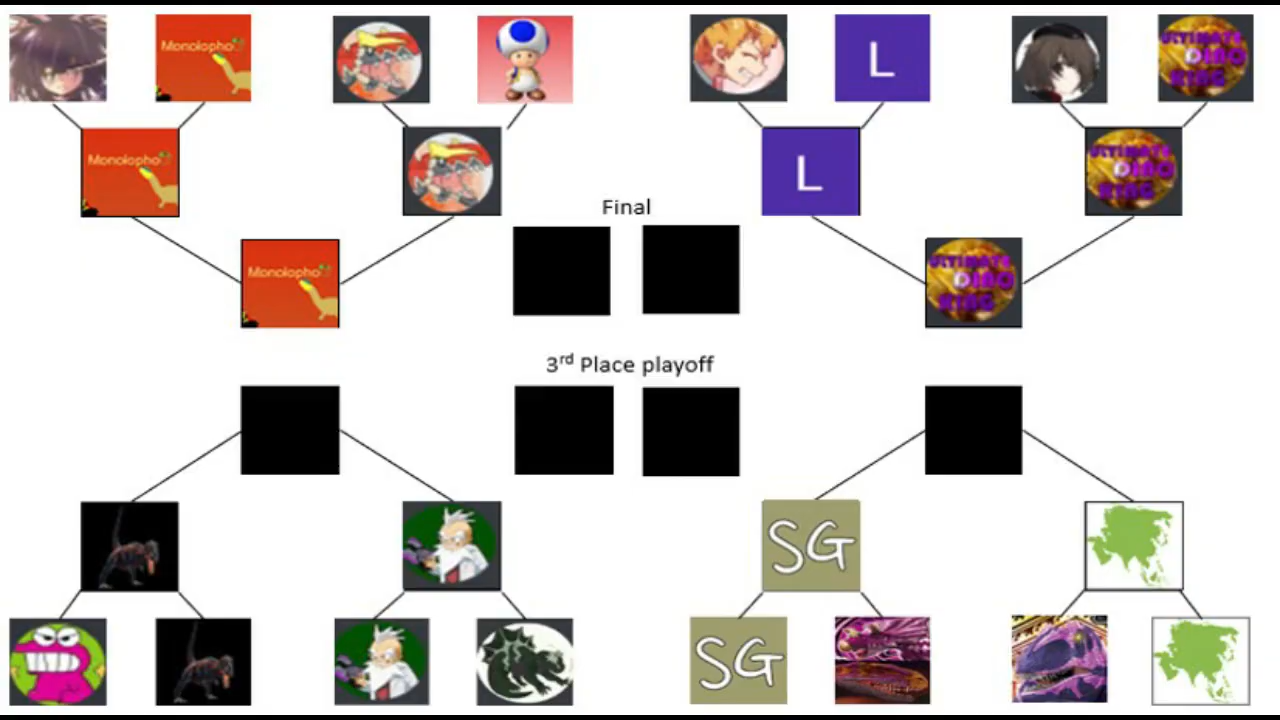 Monolopho
L
ULTIMATE
DINO
KING
Monolopho
L
ULTIMATE
DINO
KING
Final
Monolopho
ULTIMATE
DINO
KING
3rd Place playoff
SG
SG